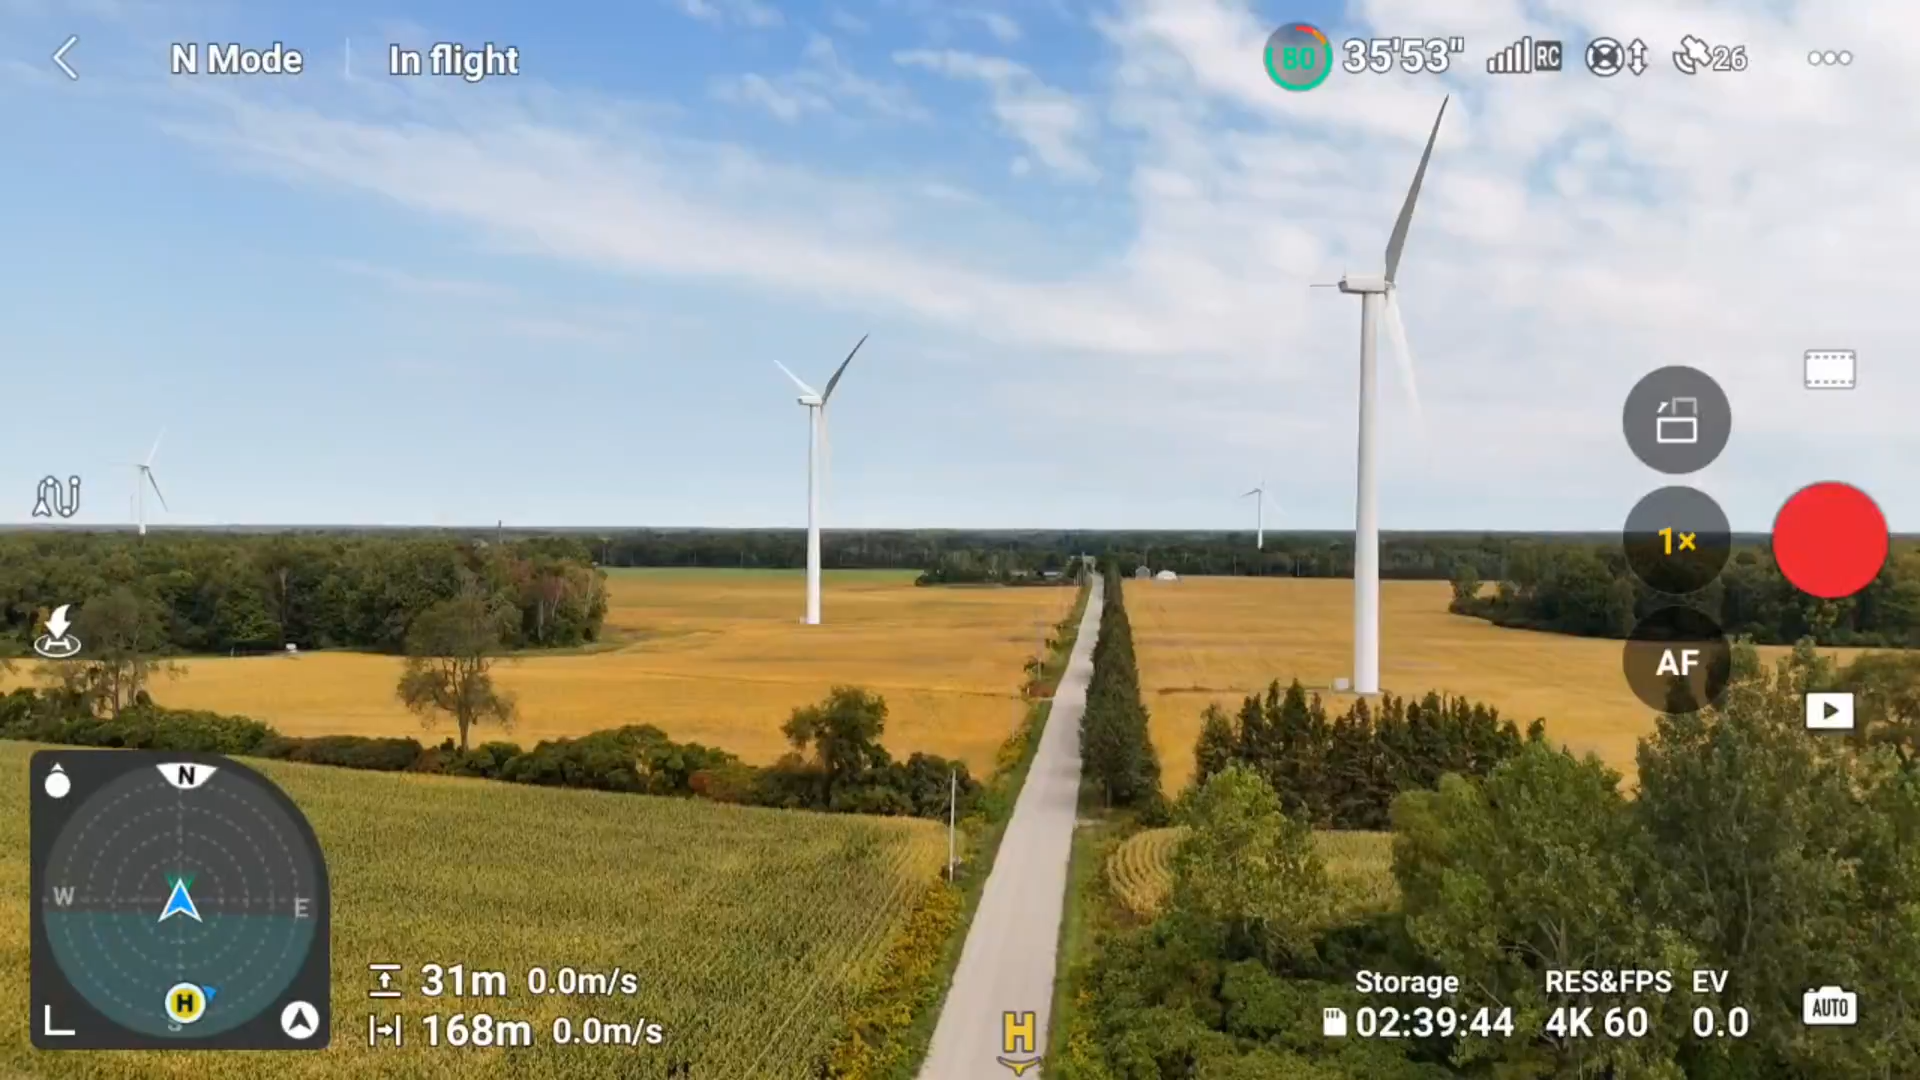 N Mode
In flight
80
35'53"
RC
26
1×
AF
N
W
E
H
S
31m 0.0m/s
168m 0.0m/s
H
Storage
02:39:44
RES&FPS
4K 60
EV
0.0
AUTO